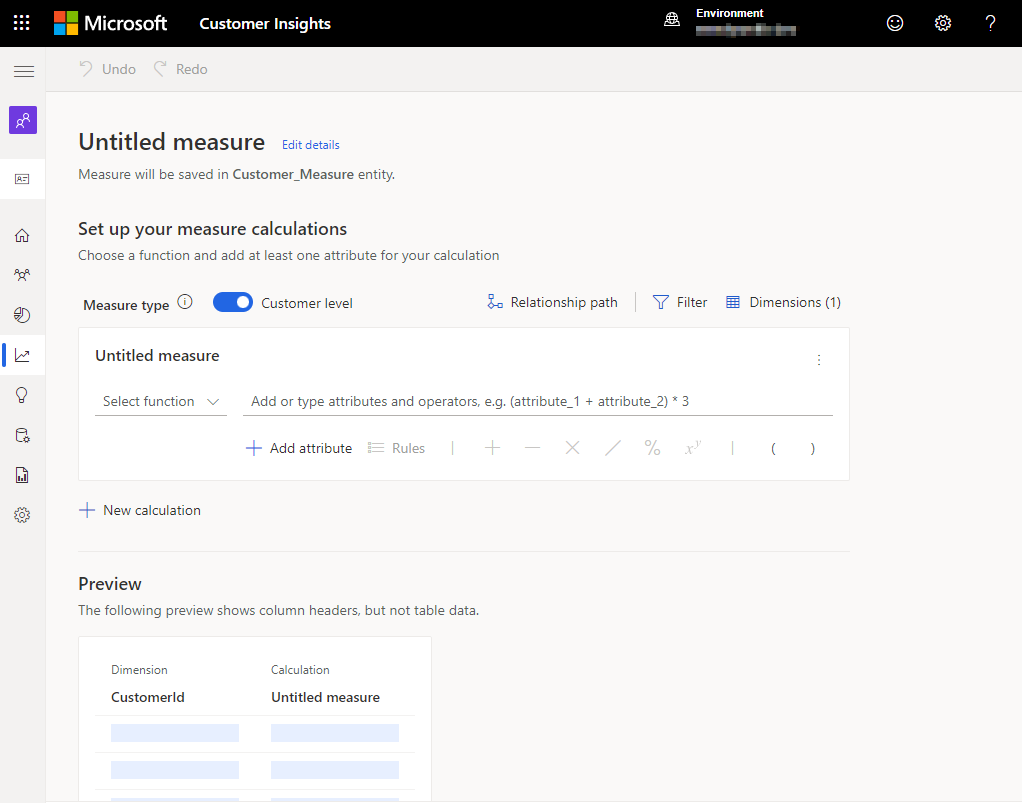 Microsoft Customer Insights
Environment
?
Undo Redo
Untitled measure Edit details
Measure will be saved in Customer_Measure entity.
Set up your measure calculations
Choose a function and add at least one attribute for your calculation
Measure type Customer level Relationship path Filter Dimensions (1)
Untitled measure
Select function Add or type attributes and operators, e.g. (attribute_1 + attribute_2) * 3
Add attribute Rules | + — × / % xʸ | ( )
New calculation
Preview
The following preview shows column headers, but not table data.
Dimension Calculation
CustomerId Untitled measure